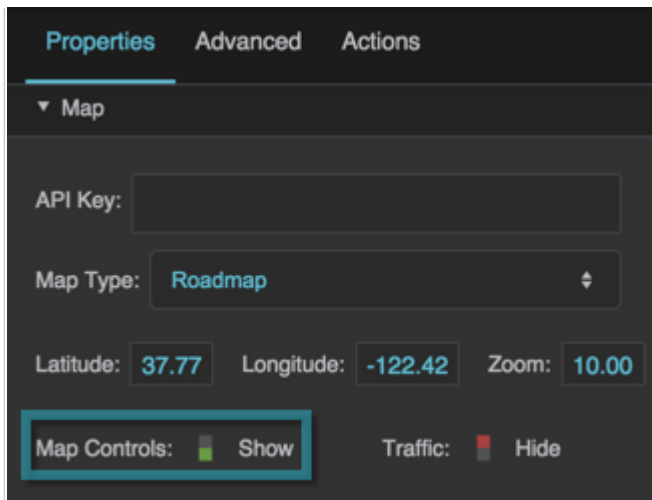 Properties Advanced Actions
Map
API Key:
Map Type: Roadmap
Latitude: 37.77 Longitude: -122.42 Zoom: 10.00
Map Controls: Show Traffic: Hide